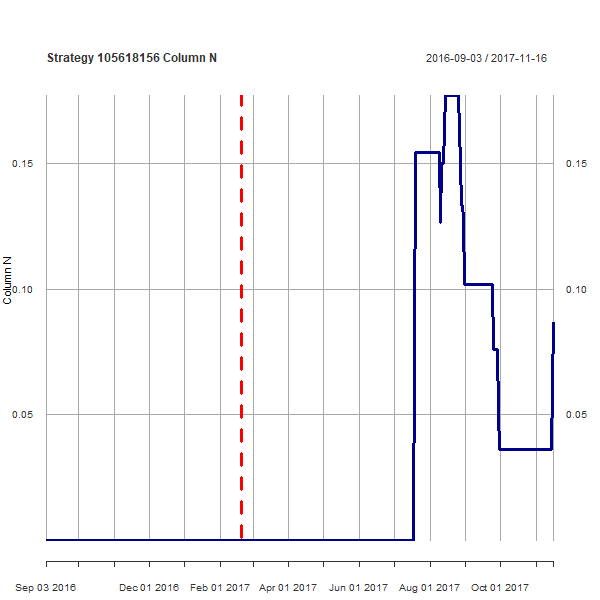 Strategy 105618156 Column N
2016-09-03 / 2017-11-16
0.15
0.15
0.10
0.10
0.05
0.05
Column N
Sep 03 2016
Dec 01 2016
Feb 01 2017
Apr 01 2017
Jun 01 2017
Aug 01 2017
Oct 01 2017